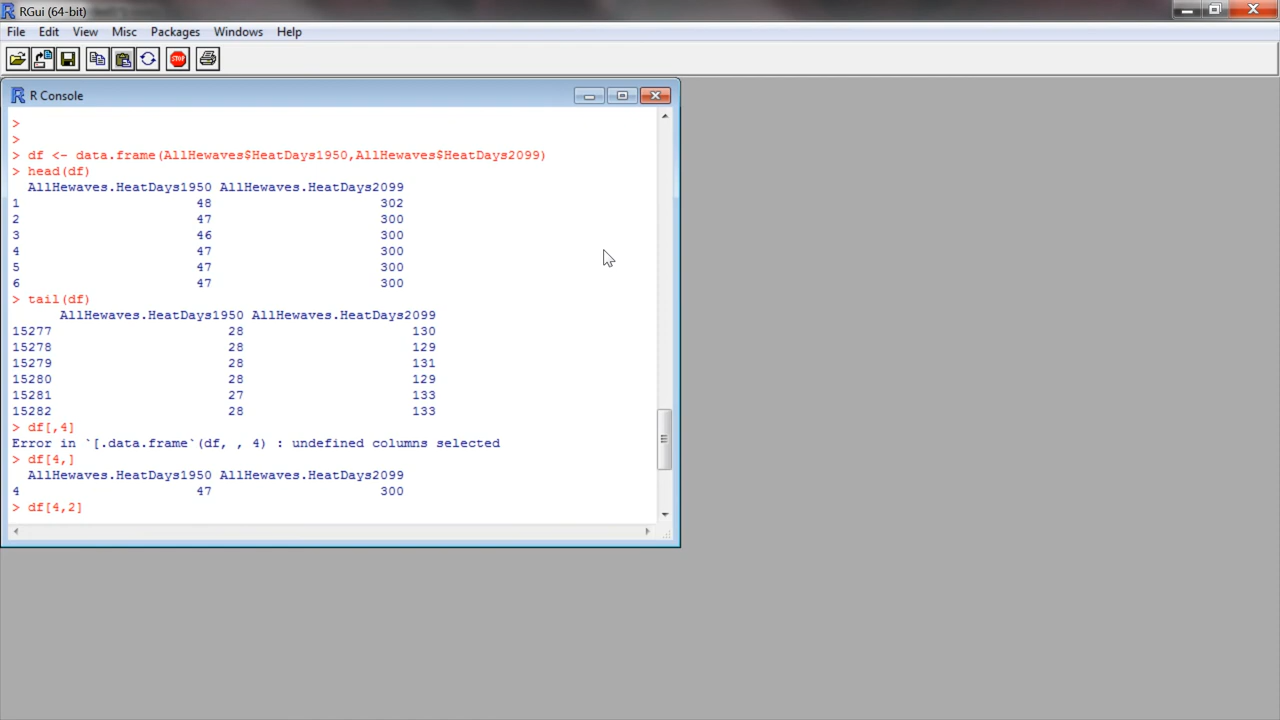 RGui (64-bit)
File Edit View Misc Packages Windows Help
STOP
R Console
>
>
> df <- data.frame(AllHewaves$HeatDays1950,AllHewaves$HeatDays2099)
> head(df)
AllHewaves.HeatDays1950 AllHewaves.HeatDays2099
1 48 302
2 47 300
3 46 300
4 47 300
5 47 300
6 47 300
> tail(df)
AllHewaves.HeatDays1950 AllHewaves.HeatDays2099
15277 28 130
15278 28 129
15279 28 131
15280 28 129
15281 27 133
15282 28 133
> df[,4]
Error in `[.data.frame`(df, , 4) : undefined columns selected
> df[4,]
AllHewaves.HeatDays1950 AllHewaves.HeatDays2099
4 47 300
> df[4,2]